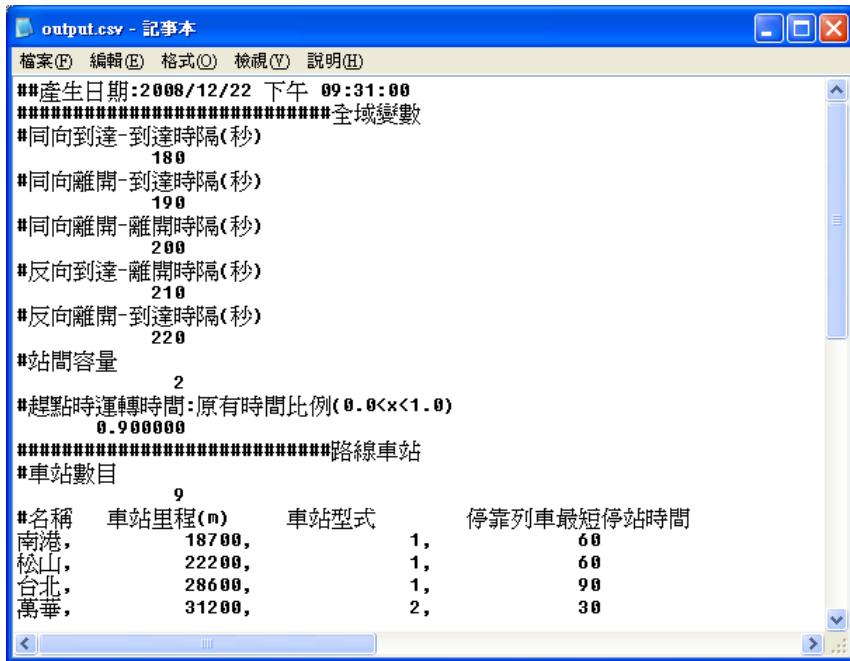 output.csv - 記事本
檔案(F) 編輯(E) 格式(O) 檢視(V) 說明(H)
##產生日期:2008/12/22 下午 09:31:00
############################全域變數
#同向到達-到達時隔(秒)
180
#同向離開-到達時隔(秒)
190
#同向離開-離開時隔(秒)
200
#反向到達-離開時隔(秒)
210
#反向離開-到達時隔(秒)
220
#站間容量
2
#趕點時運轉時間:原有時間比例(0.0<x<1.0)
0.900000
############################路線車站
#車站數目
9
#名稱 車站里程(m) 車站型式 停靠列車最短停站時間
南港, 18700, 1, 60
松山, 22200, 1, 60
台北, 28600, 1, 90
萬華, 31200, 2, 30